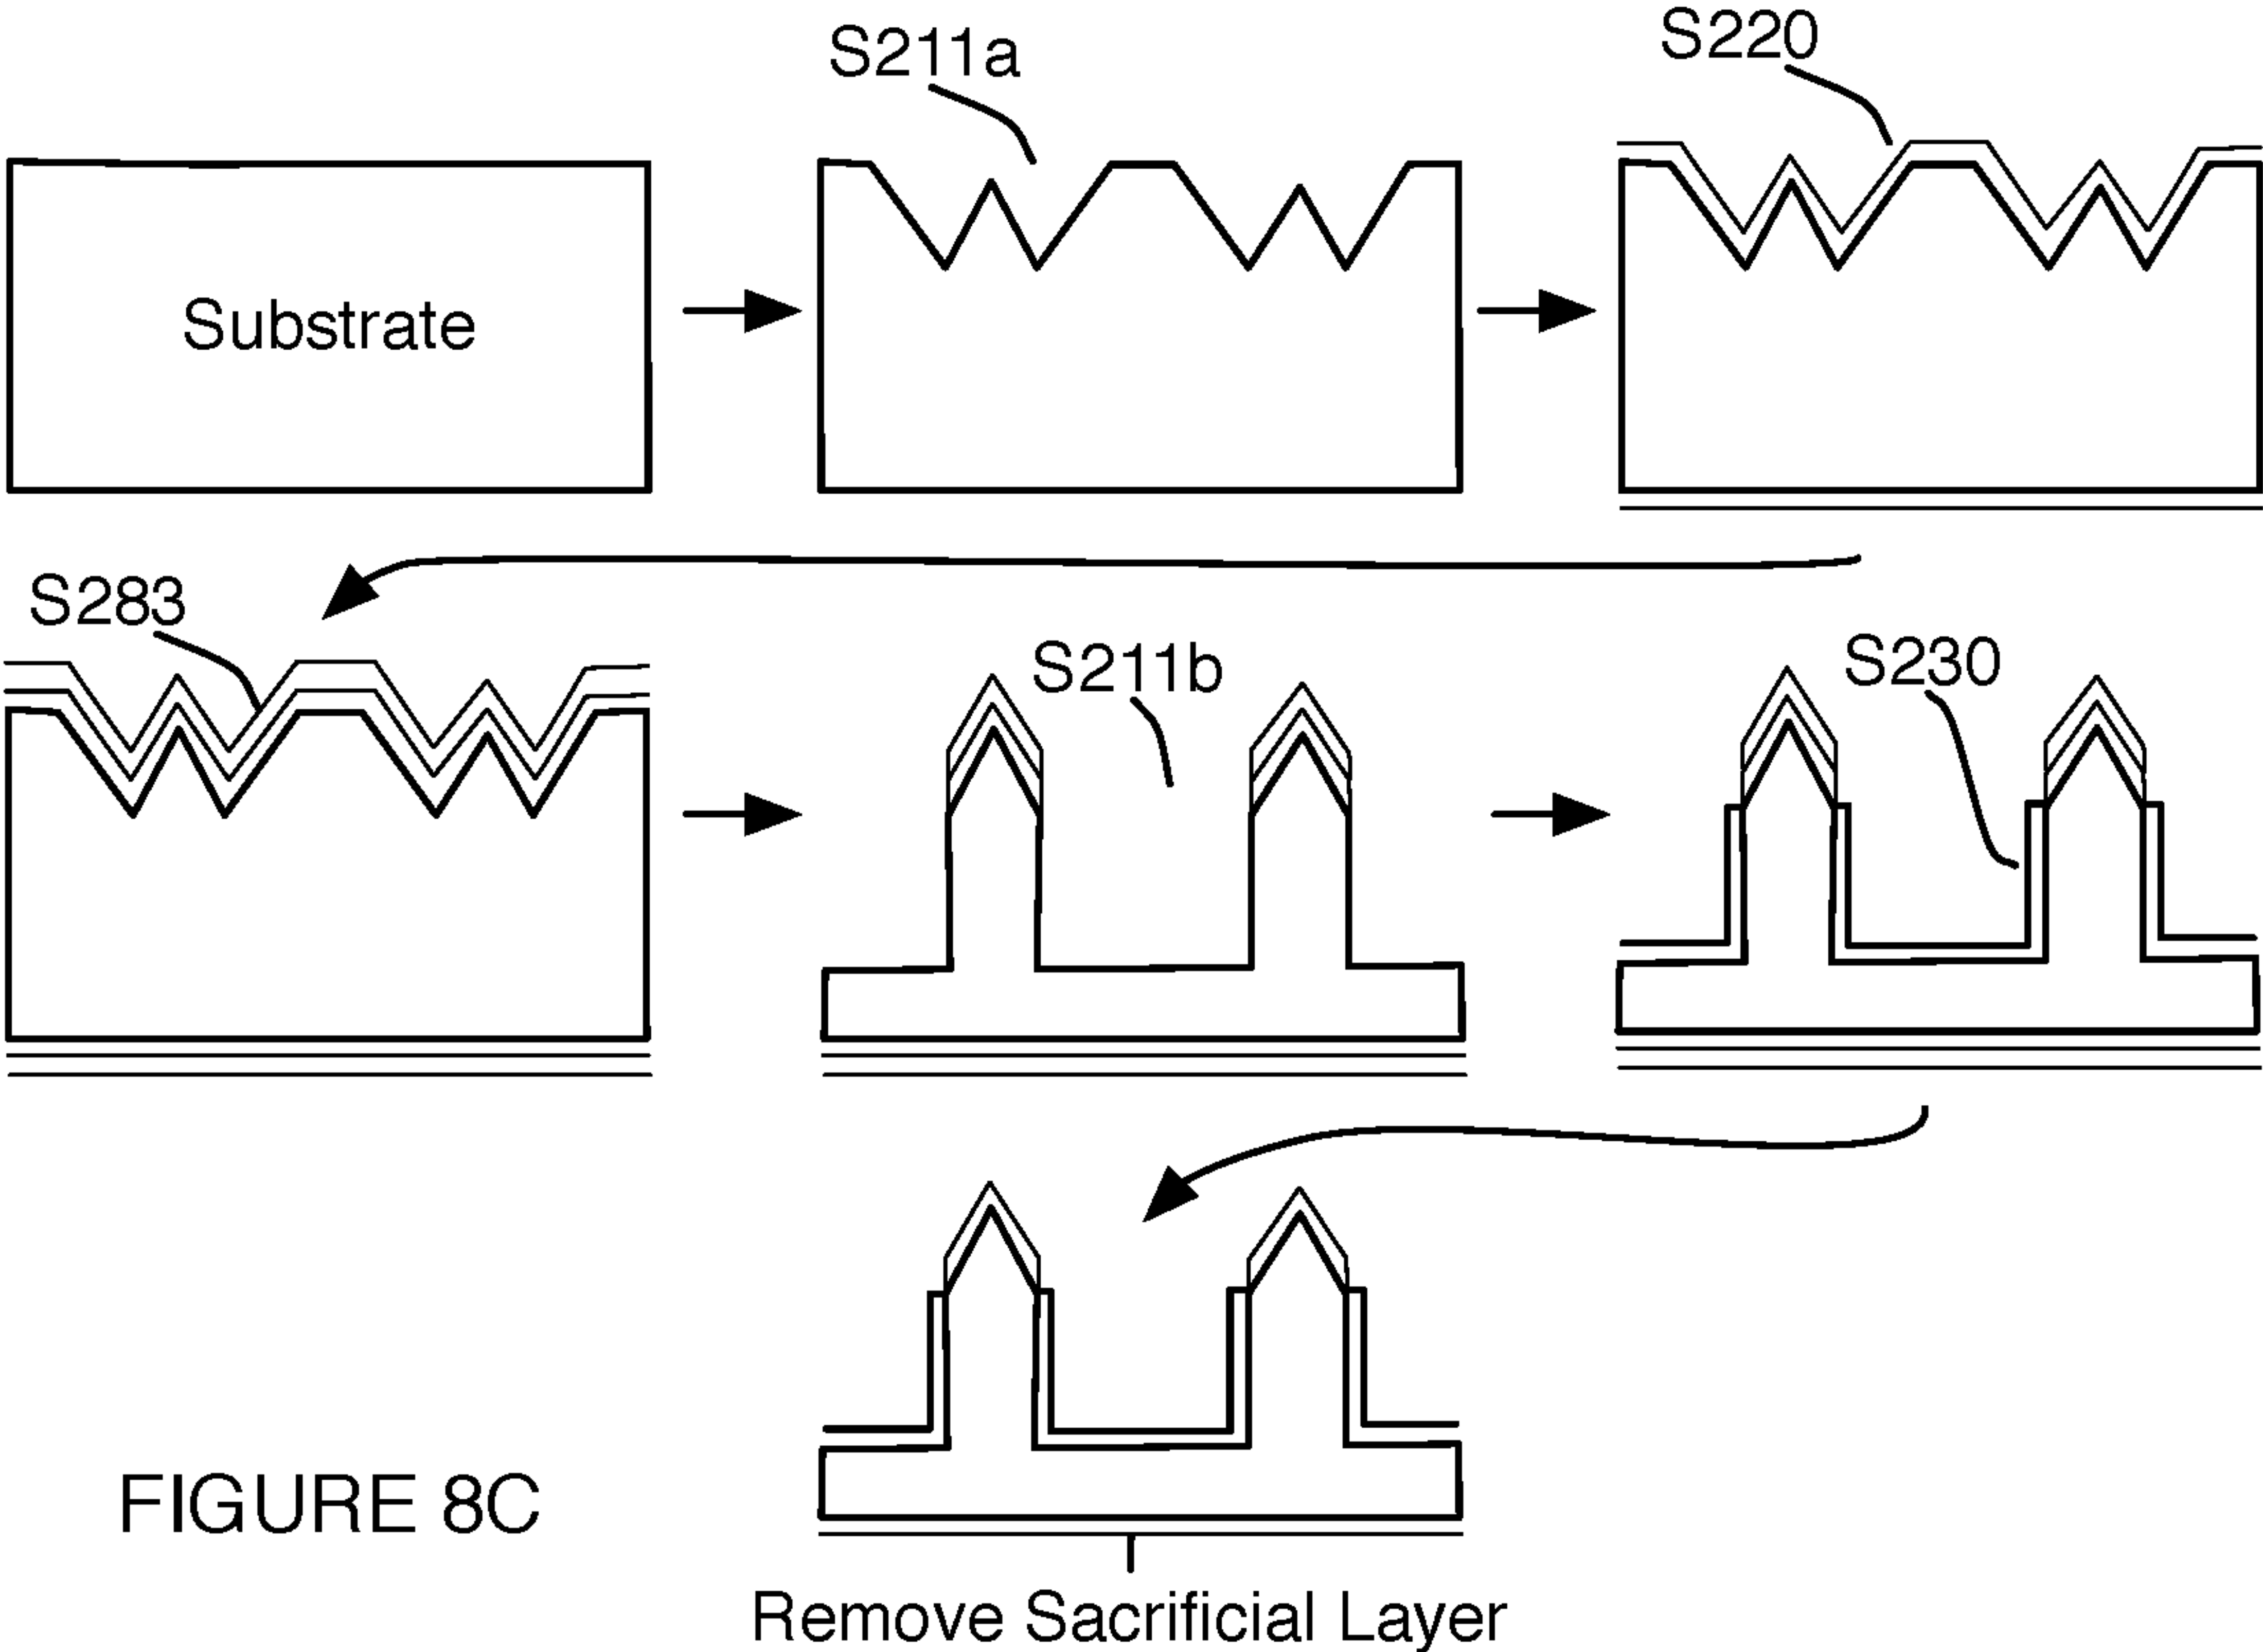 S211a
S220
Substrate
S283
S211b
S230
FIGURE 8C
Remove Sacrificial Layer